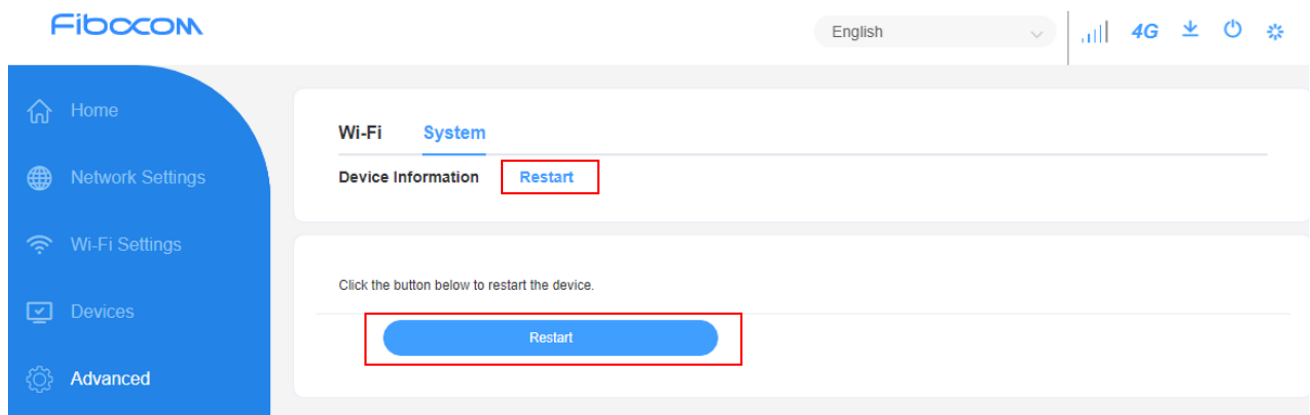 Fibocom
English
4G
Home
Network Settings
Wi-Fi Settings
Devices
Advanced
Wi-Fi System
Device Information Restart
Click the button below to restart the device.
Restart